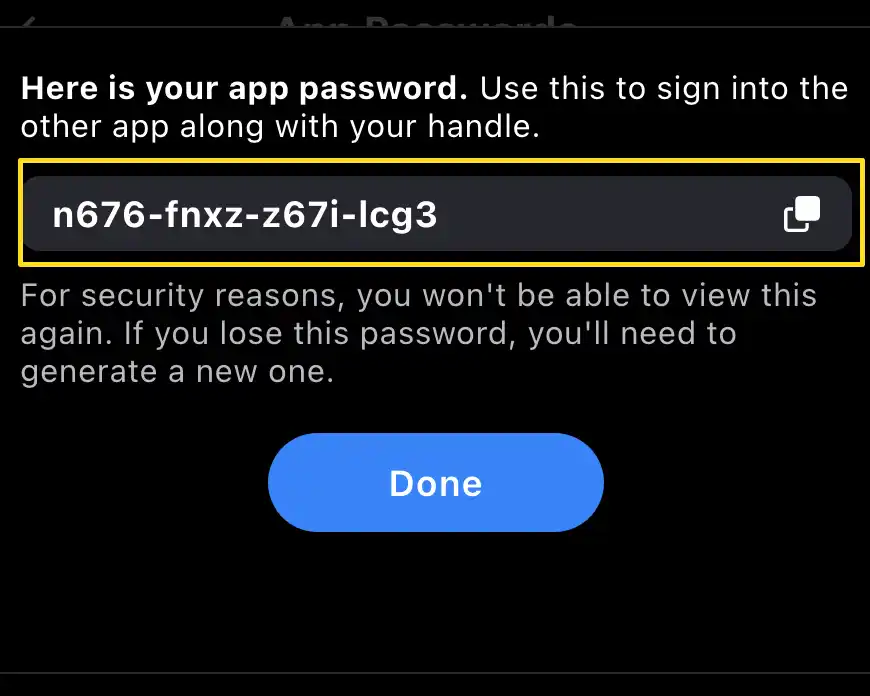 Here is your app password. Use this to sign into the
other app along with your handle.
n676-fnxz-z67i-lcg3
For security reasons, you won't be able to view this
again. If you lose this password, you'll need to
generate a new one.
Done